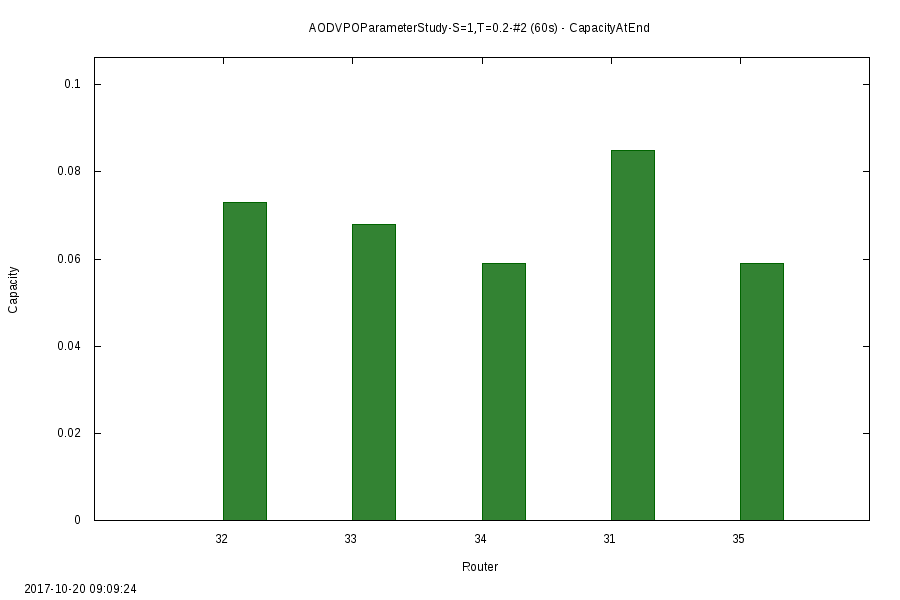 AODVPOParameterStudy-S=1,T=0.2-#2 (60s) - CapacityAtEnd
0.1
0.08
0.06
0.04
0.02
0
Capacity
32 33 34 31 35
Router
2017-10-20 09:09:24